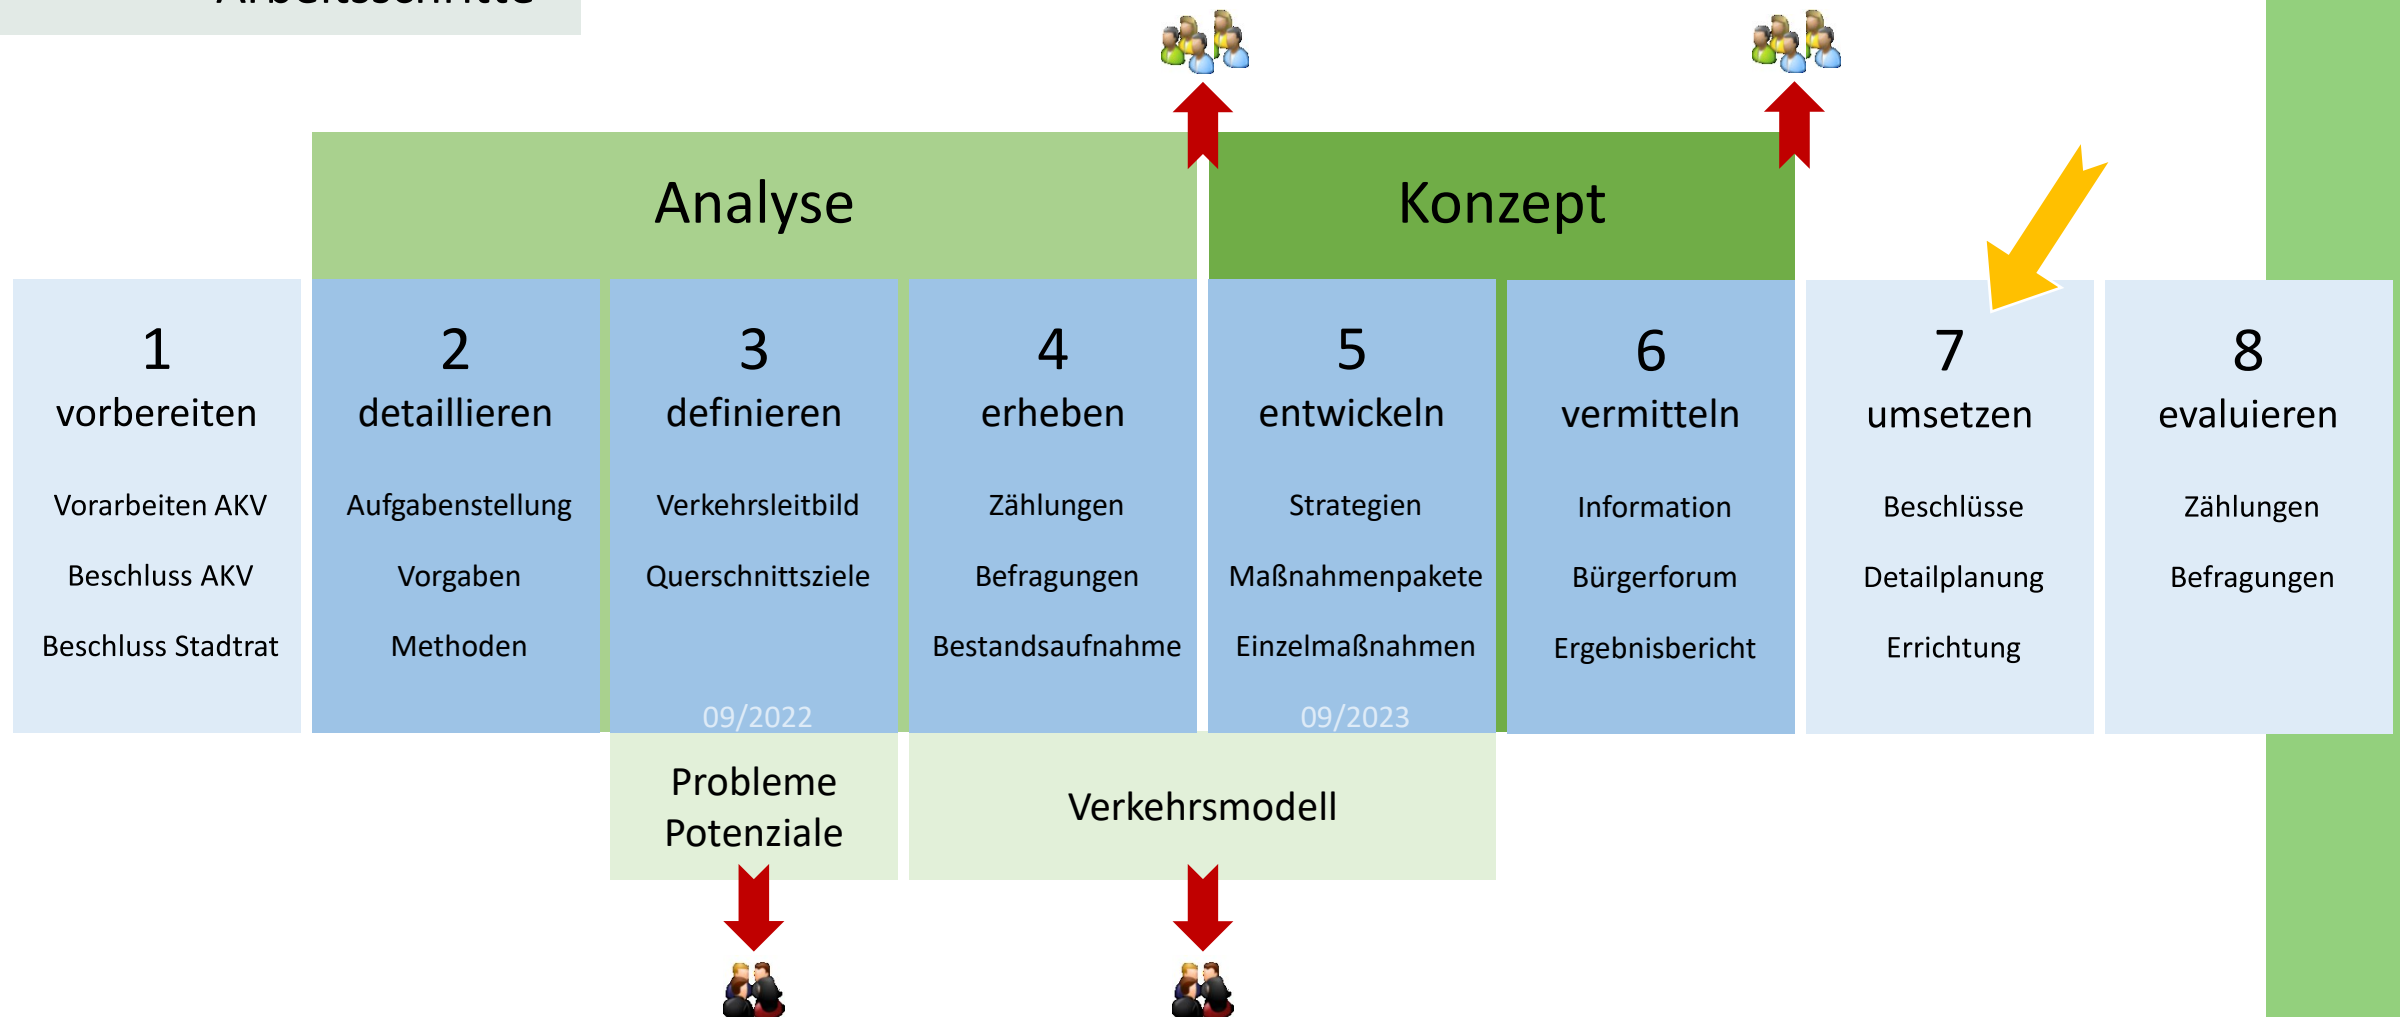 Arbeitsschritte
Analyse
Konzept
1
vorbereiten
Vorarbeiten AKV
Beschluss AKV
Beschluss Stadtrat
2
detaillieren
Aufgabenstellung
Vorgaben
Methoden
3
definieren
Verkehrsleitbild
Querschnittsziele
09/2022
4
erheben
Zählungen
Befragungen
Bestandsaufnahme
5
entwickeln
Strategien
Maßnahmenpakete
Einzelmaßnahmen
09/2023
6
vermitteln
Information
Bürgerforum
Ergebnisbericht
7
umsetzen
Beschlüsse
Detailplanung
Errichtung
8
evaluieren
Zählungen
Befragungen
Probleme
Potenziale
Verkehrsmodell